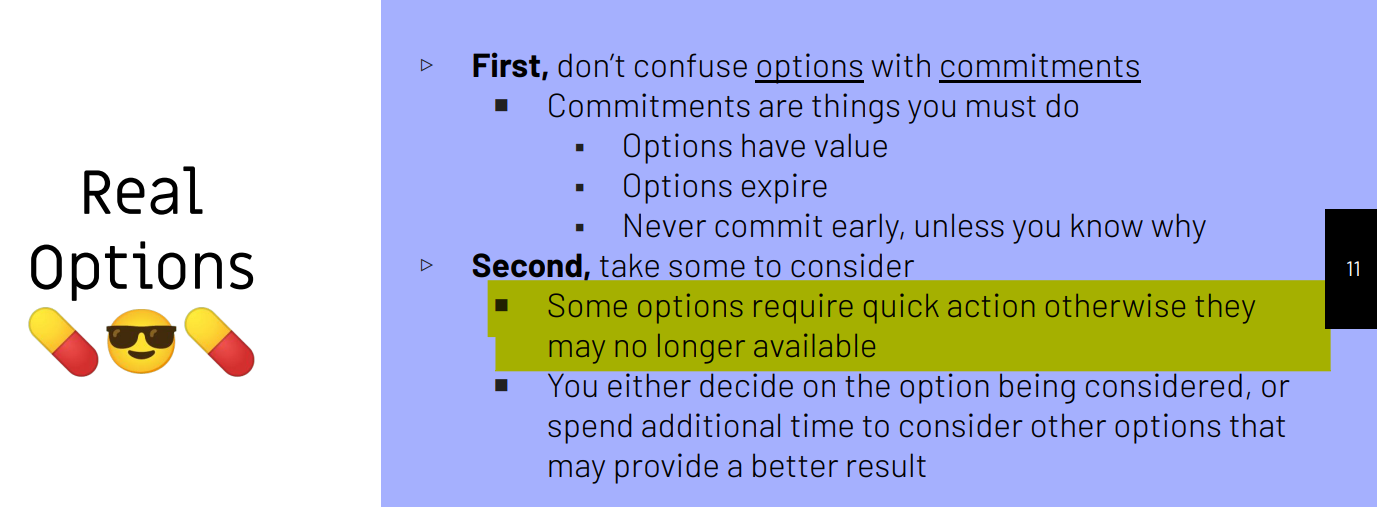 Real
Options
First, don't confuse options with commitments
Commitments are things you must do
Options have value
Options expire
Never commit early, unless you know why
Second, take some to consider
Some options require quick action otherwise they
may no longer available
You either decide on the option being considered, or
spend additional time to consider other options that
may provide a better result
11